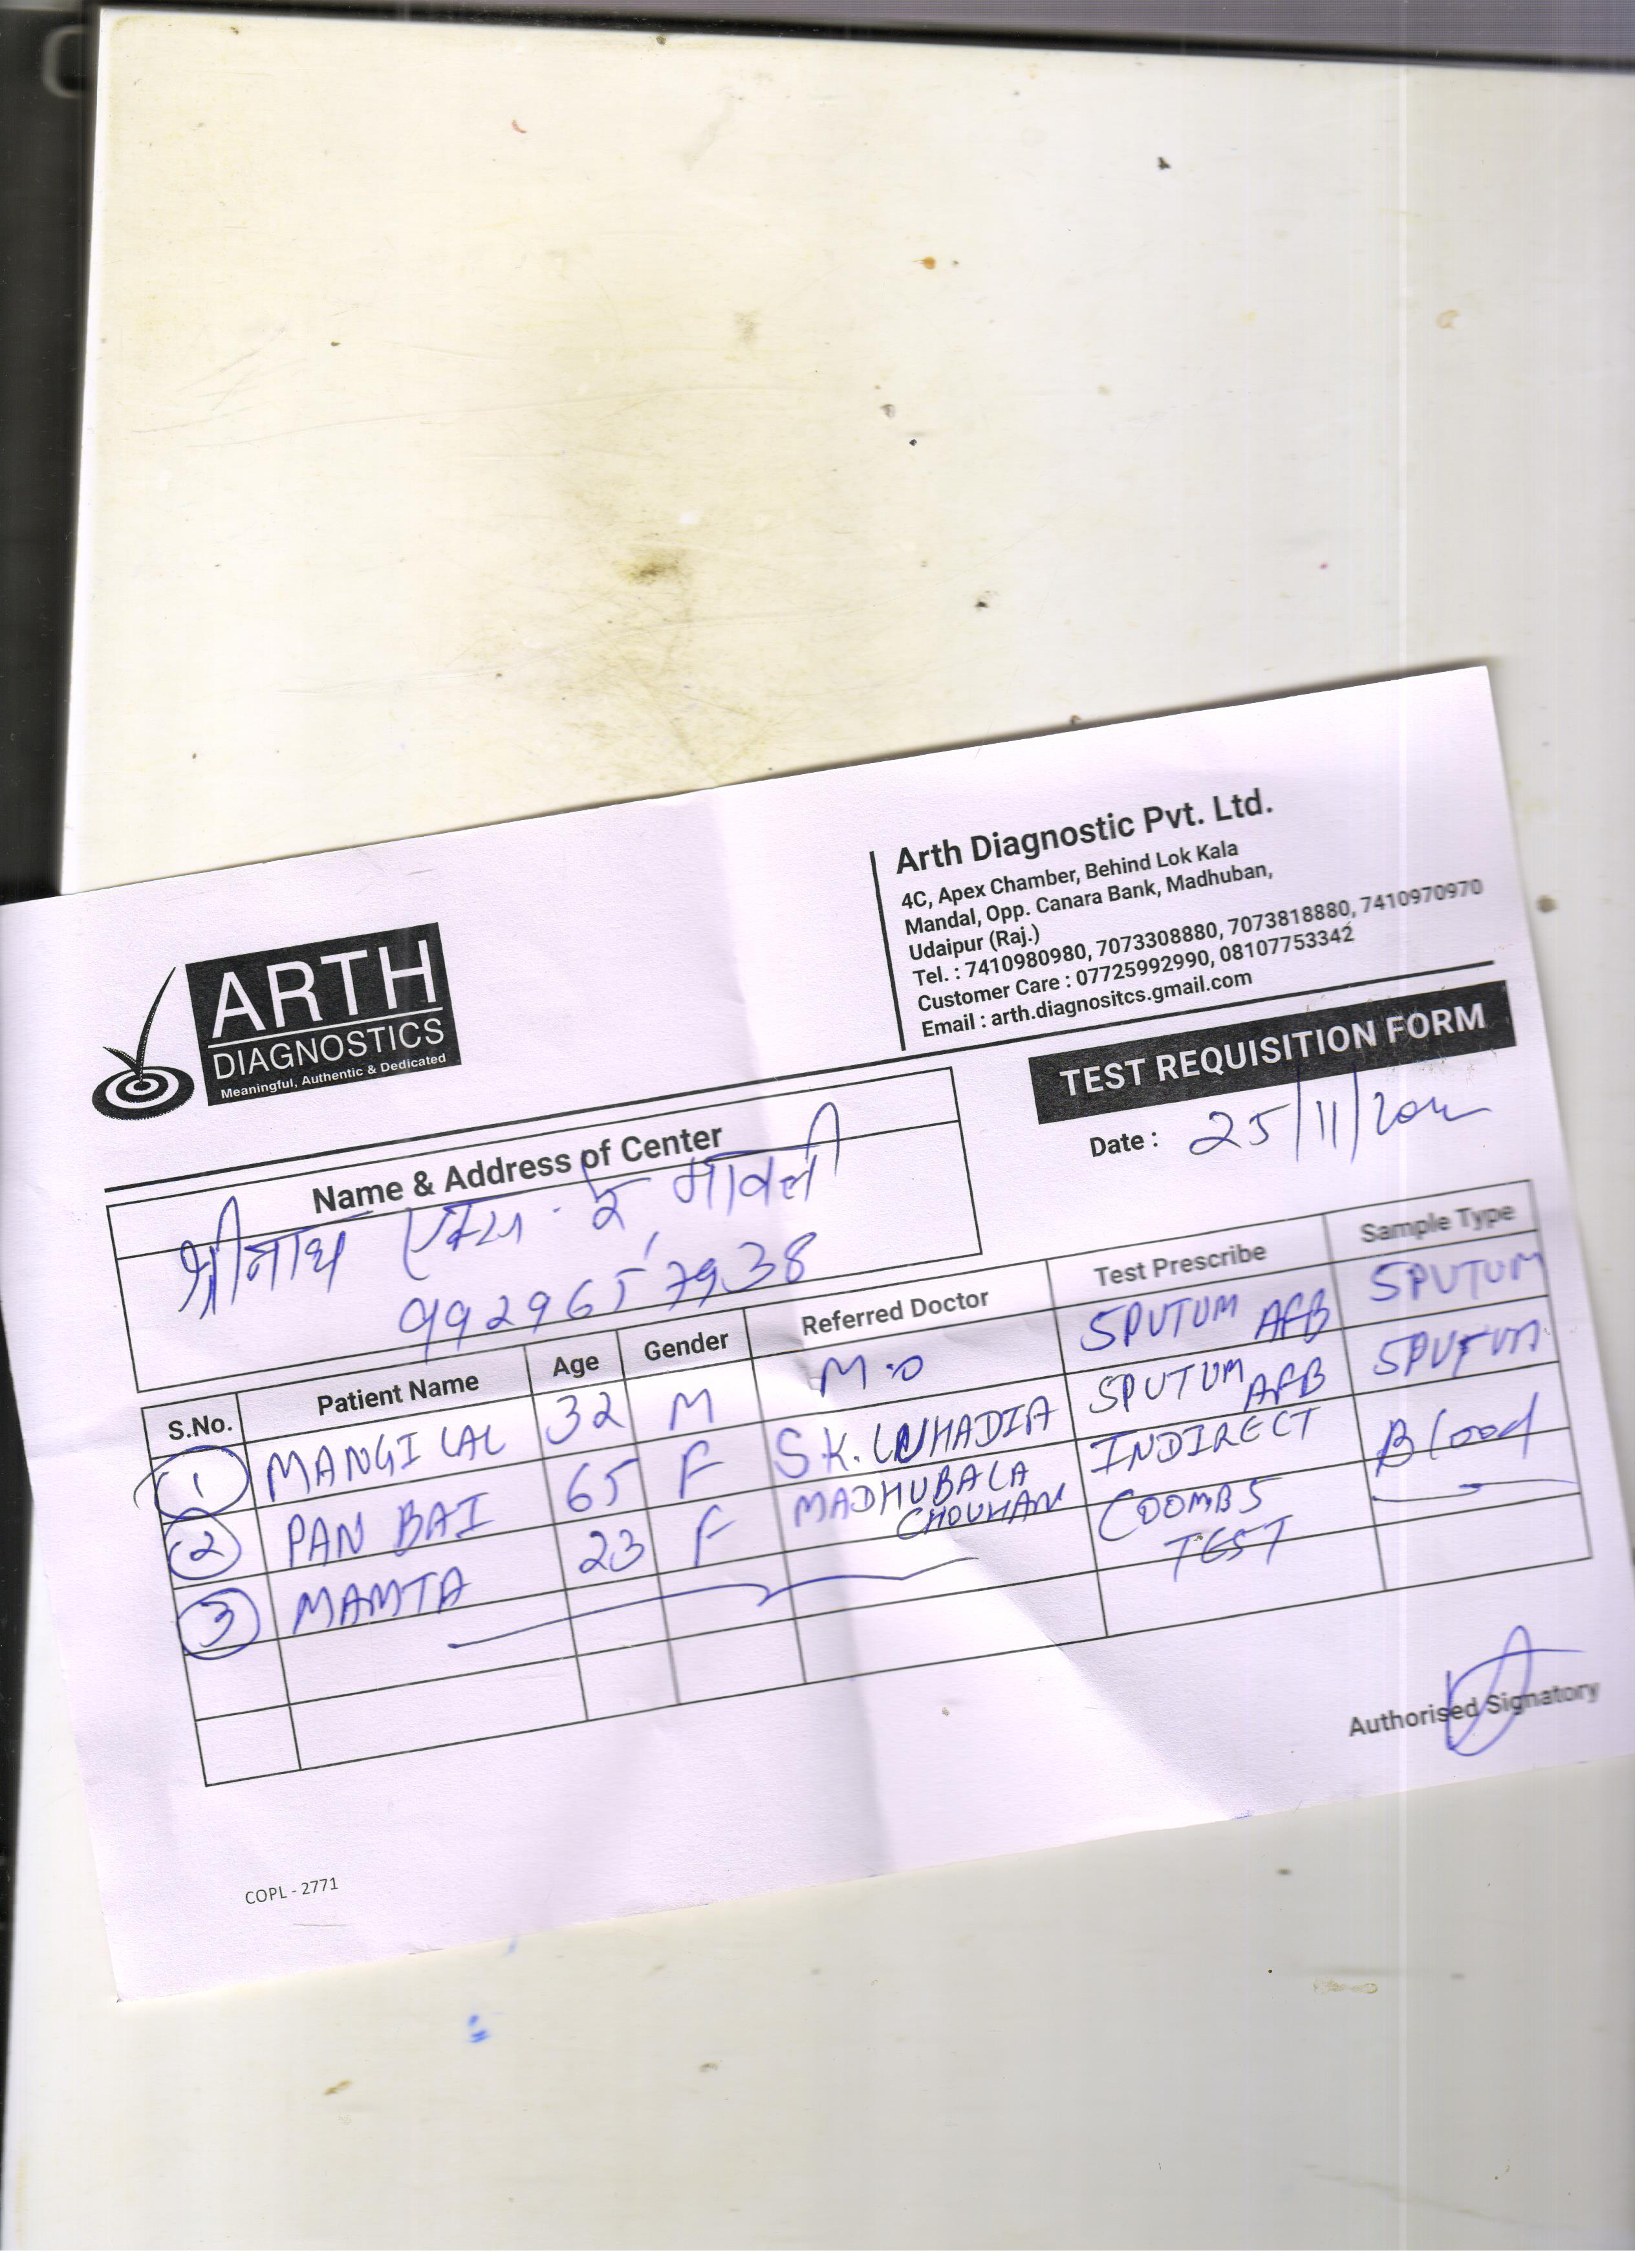 ARTH
DIAGNOSTICS
Meaningful, Authentic & Dedicated
Arth Diagnostic Pvt. Ltd.
4C, Apex Chamber, Behind Lok Kala
Mandal, Opp. Canara Bank, Madhuban,
Udaipur (Raj.)
Tel. : 7410980980, 7073308880, 7073818880, 7410970970
Customer Care : 07725992990, 08107753342
Email : arth.diagnositcs.gmail.com
TEST REQUISITION FORM
Date : 25/11/
Name & Address of Center
श्रीनाथ एक्स-रे, मावली
9929657938
S.No. Patient Name Age Gender Referred Doctor Test Prescribe Sample Type
1 MANGI LAL 32 M M.O SPUTUM AFB SPUTUM
2 PAN BAI 65 F S.K. LUHADIA SPUTUM AFB SPUTUM
3 MAMTA 23 F MADHUBALA CHOUHAN INDIRECT COOMBS TEST Blood
Authorised Signatory
COPL - 2771